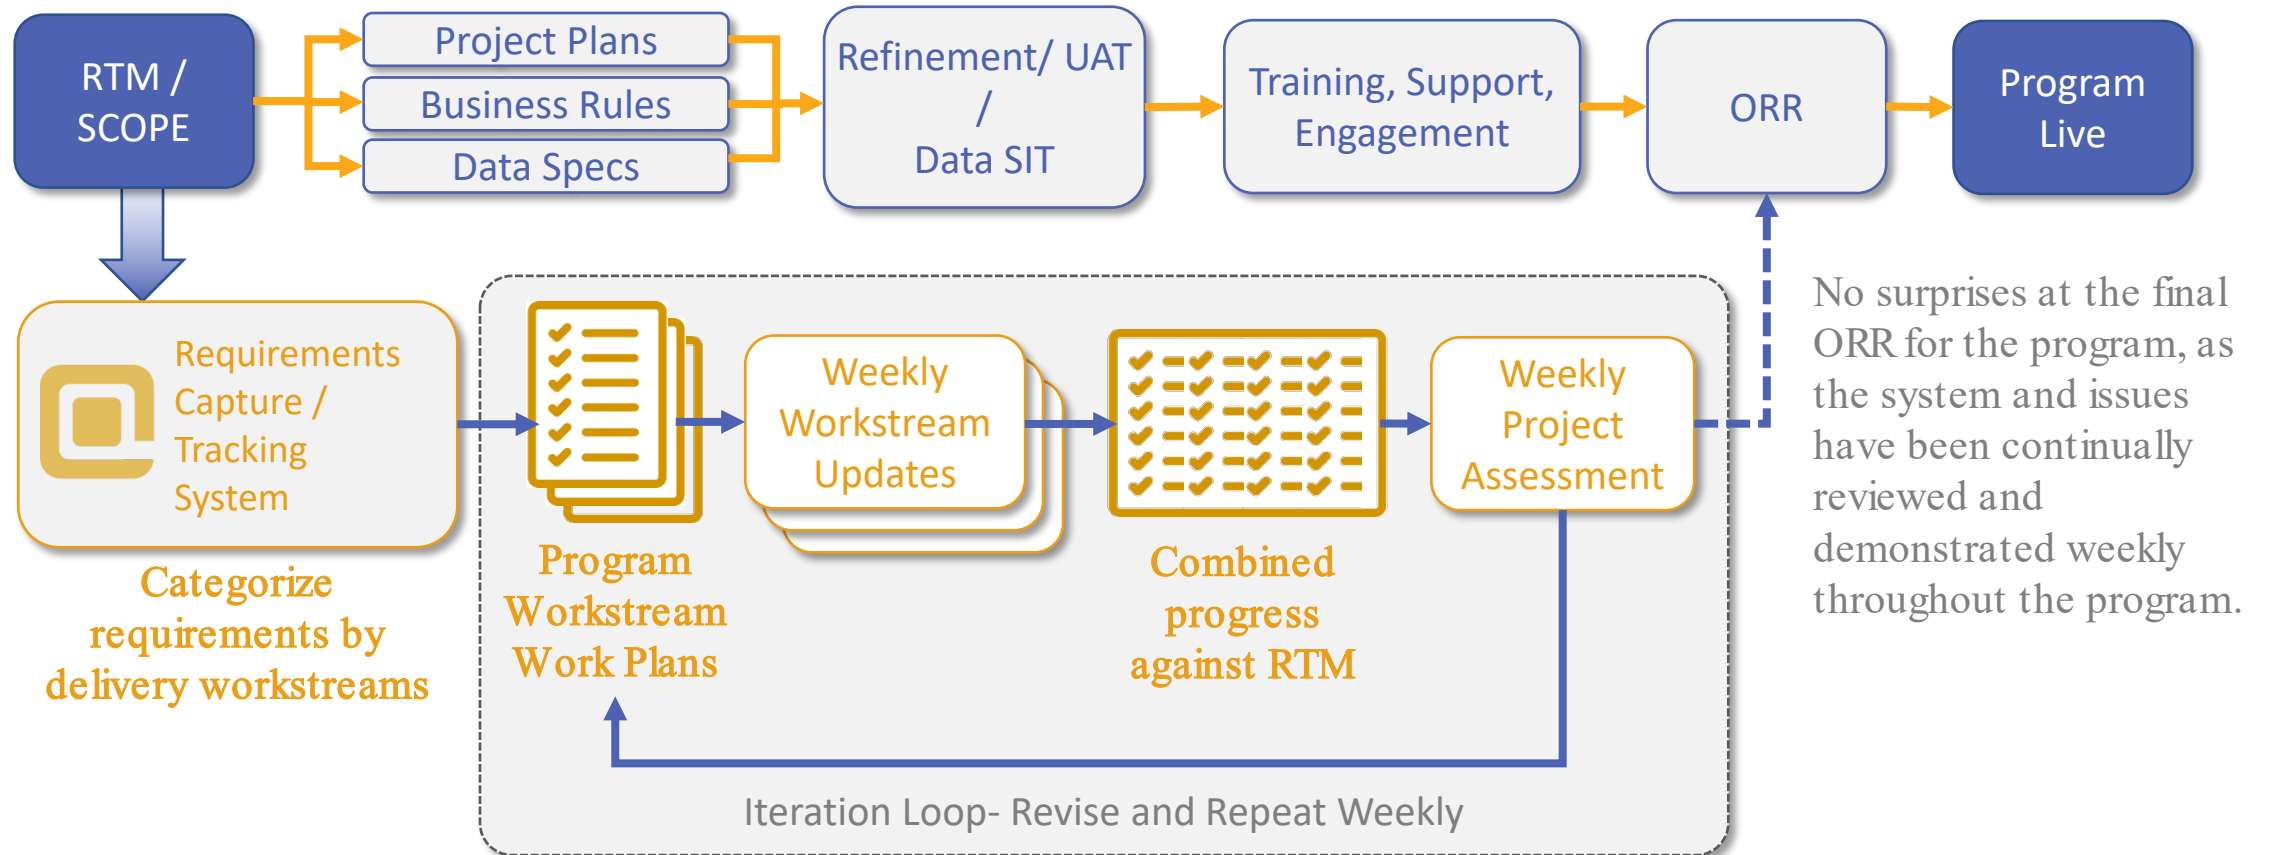 RTM /
SCOPE
Project Plans
Business Rules
Data Specs
Refinement/ UAT
/
Data SIT
Training, Support,
Engagement
ORR
Program
Live
Requirements
Capture /
Tracking
System
Categorize
requirements by
delivery workstreams
Program
Workstream
Work Plans
Weekly
Workstream
Updates
Combined
progress
against RTM
Weekly
Project
Assessment
Iteration Loop- Revise and Repeat Weekly
No surprises at the final
ORR for the program, as
the system and issues
have been continually
reviewed and
demonstrated weekly
throughout the program.